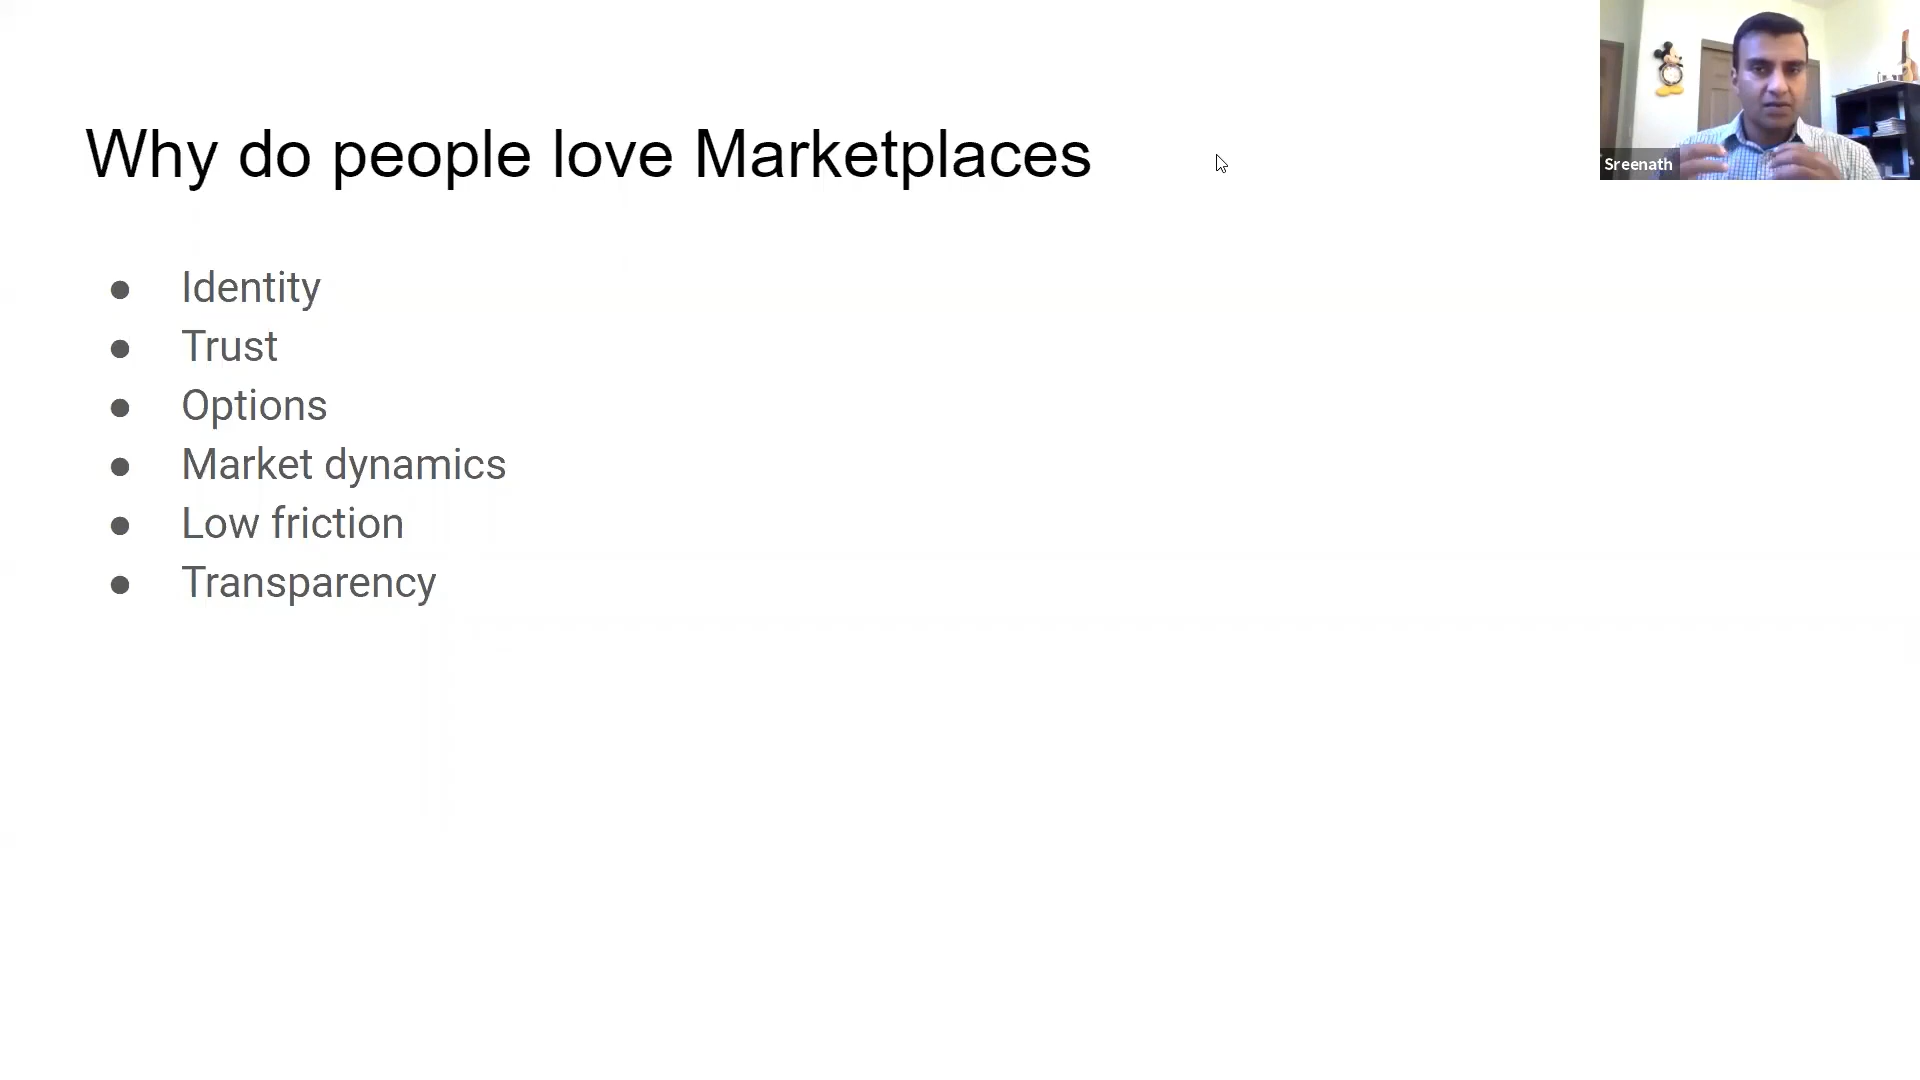 Why do people love Marketplaces
Sreenath
● Identity
● Trust
● Options
● Market dynamics
● Low friction
● Transparency